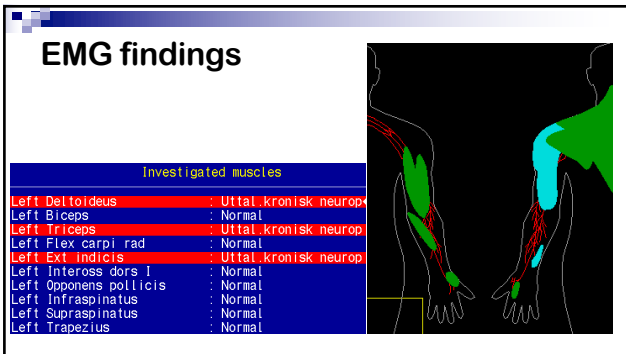 EMG findings
Investigated muscles
Left Deltoideus : Uttal.kronisk neurop
Left Biceps : Normal
Left Triceps : Uttal.kronisk neurop
Left Flex carpi rad : Normal
Left Ext indicis : Uttal.kronisk neurop
Left Inteross dors I : Normal
Left Opponens pollicis : Normal
Left Infraspinatus : Normal
Left Supraspinatus : Normal
Left Trapezius : Normal